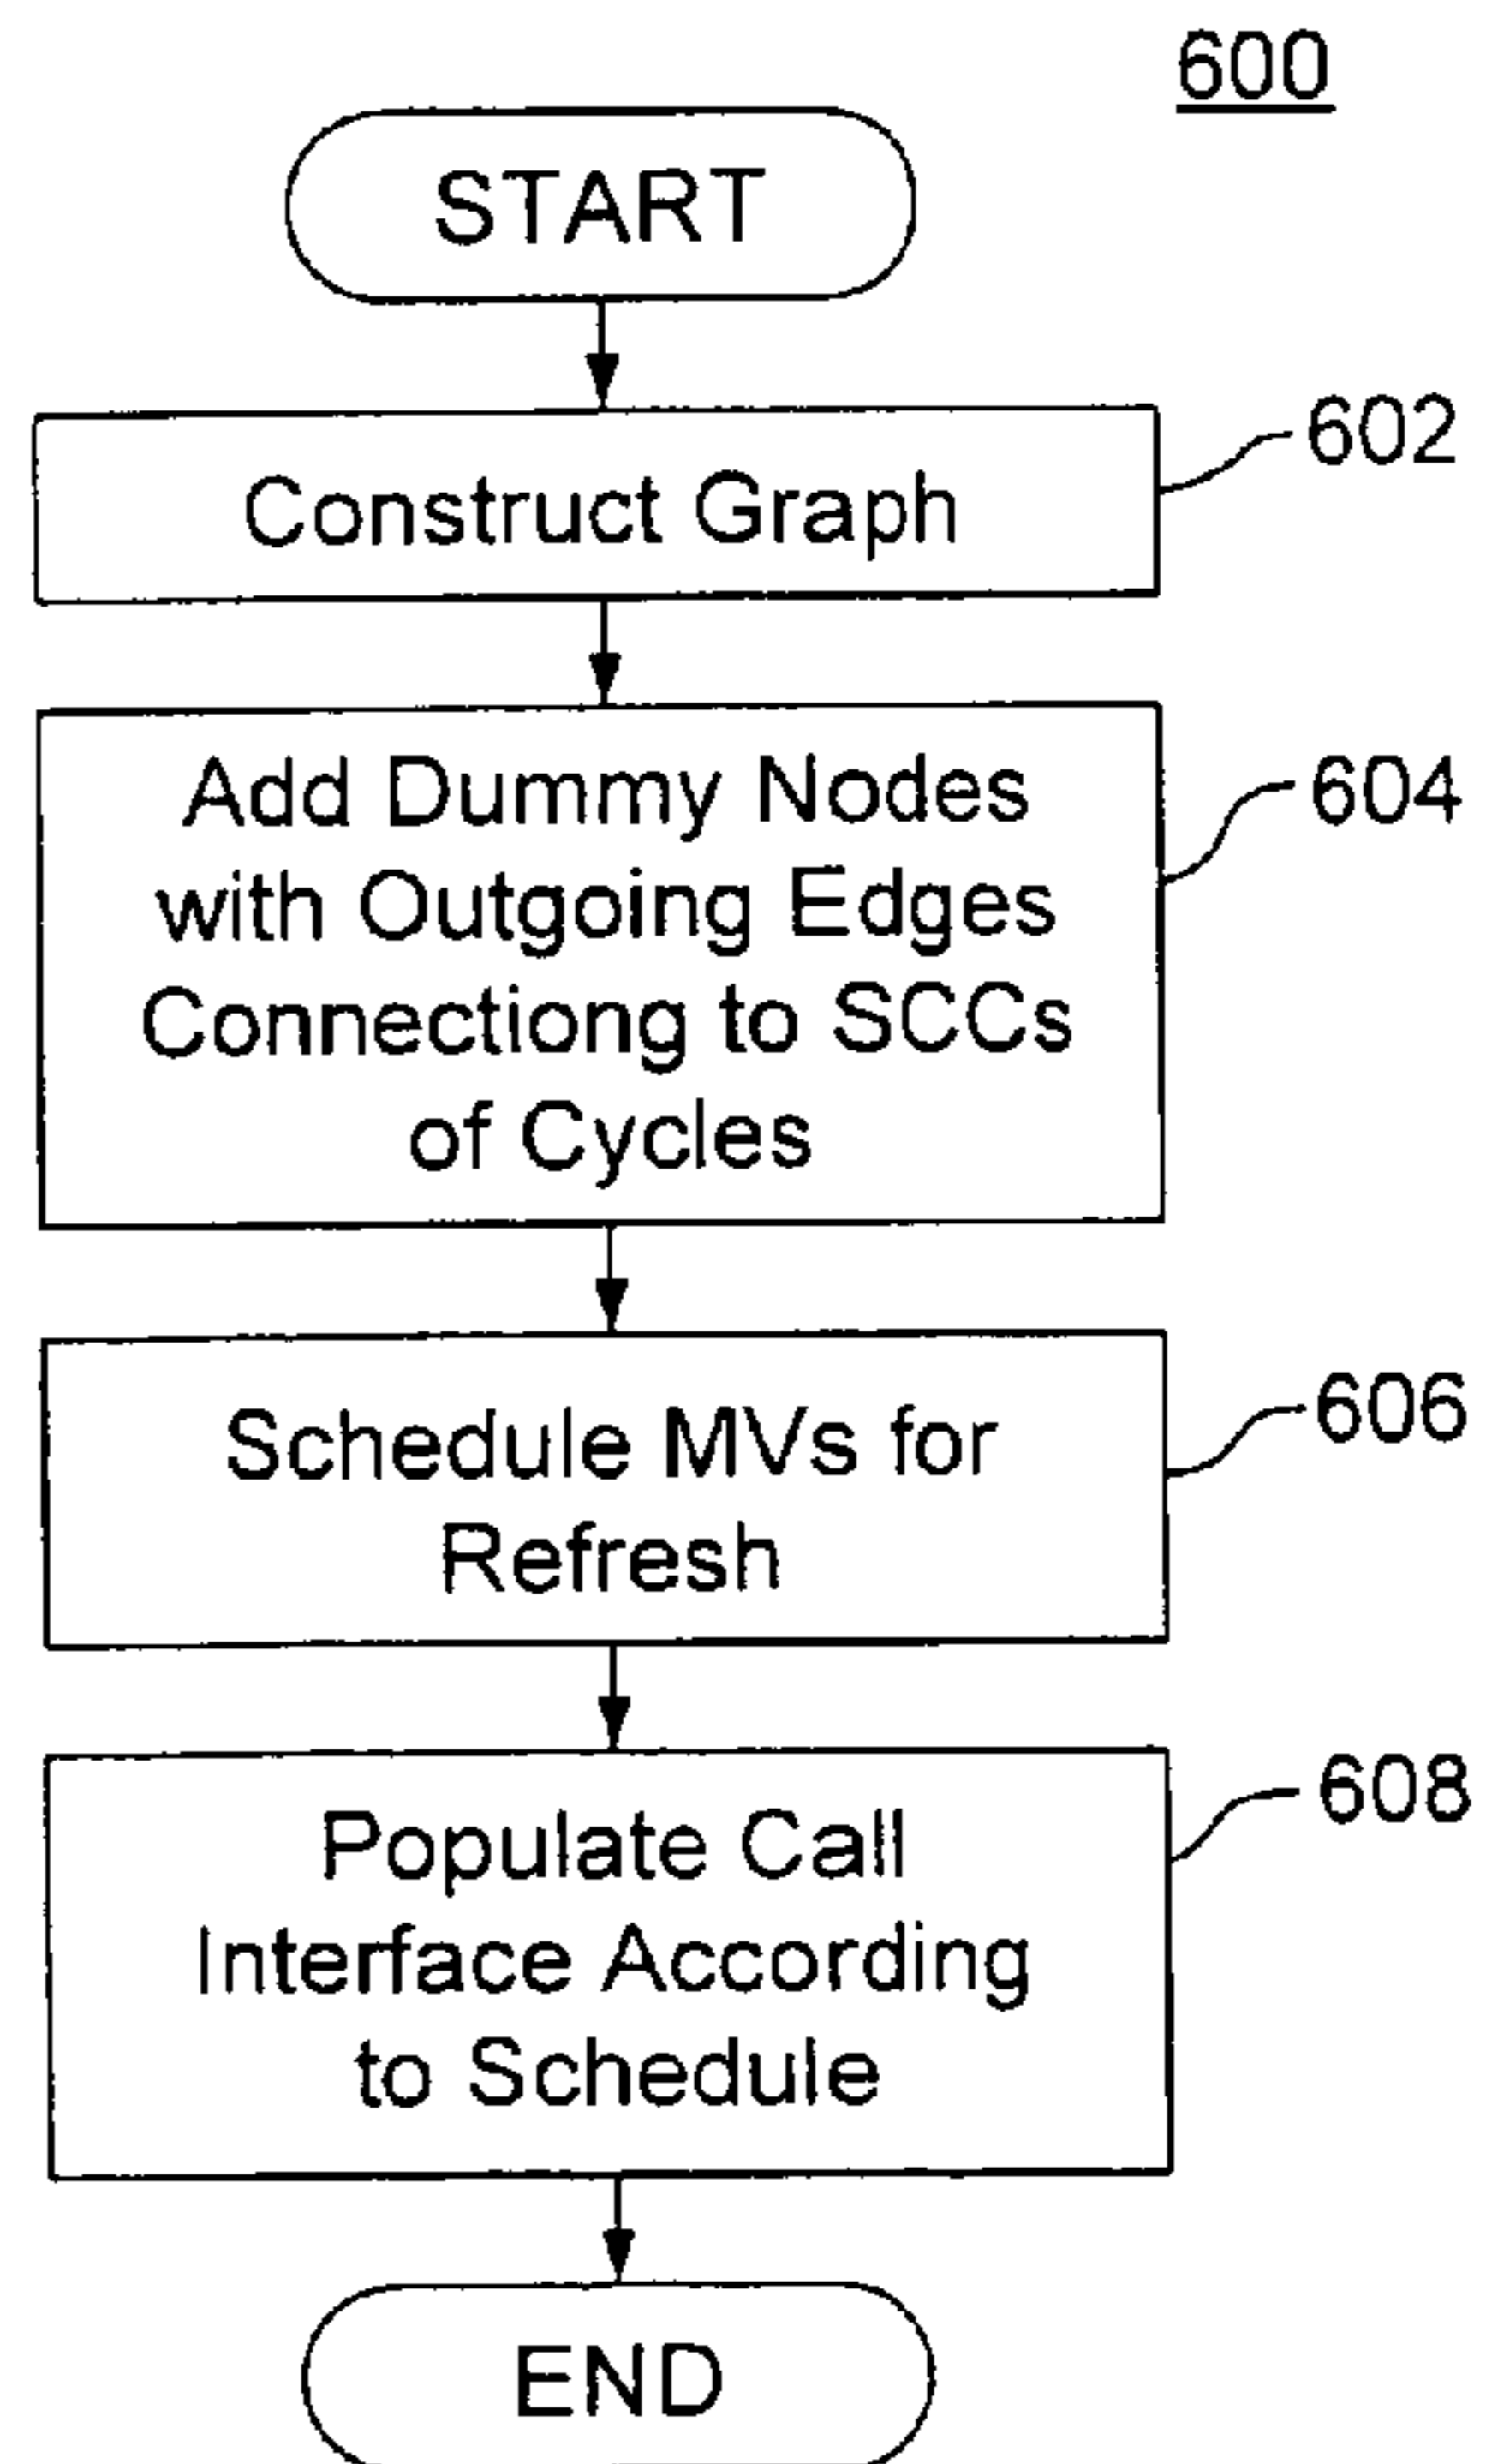 600
START
Construct Graph
602
Add Dummy Nodes
with Outgoing Edges
Connectiong to SCCs
of Cycles
604
Schedule MVs for
Refresh
606
Populate Call
Interface According
to Schedule
608
END